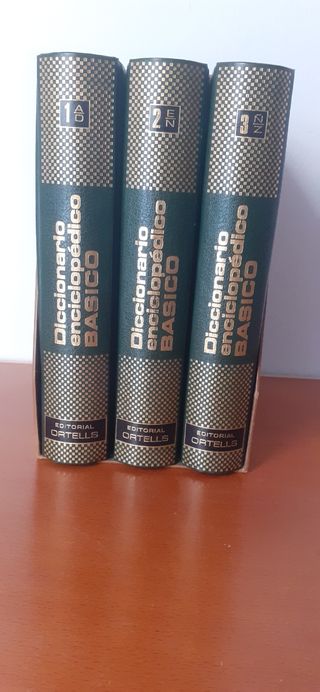 1
A
D
Diccionario
enciclopédico
BASICO
EDITORIAL
ORTELLS
2
E
N
Diccionario
enciclopédico
BASICO
EDITORIAL
ORTELLS
3
Ñ
Z
Diccionario
enciclopédico
BASICO
EDITORIAL
ORTELLS